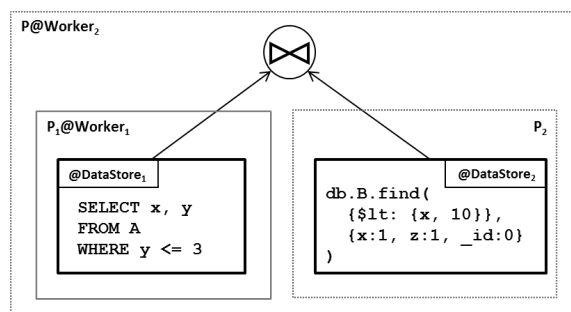 P@Worker2
P1@Worker1
P2
@DataStore1
@DataStore2
SELECT x, y
FROM A
WHERE y <= 3
db.B.find(
{$lt: {x, 10}},
{x:1, z:1, _id:0}
)